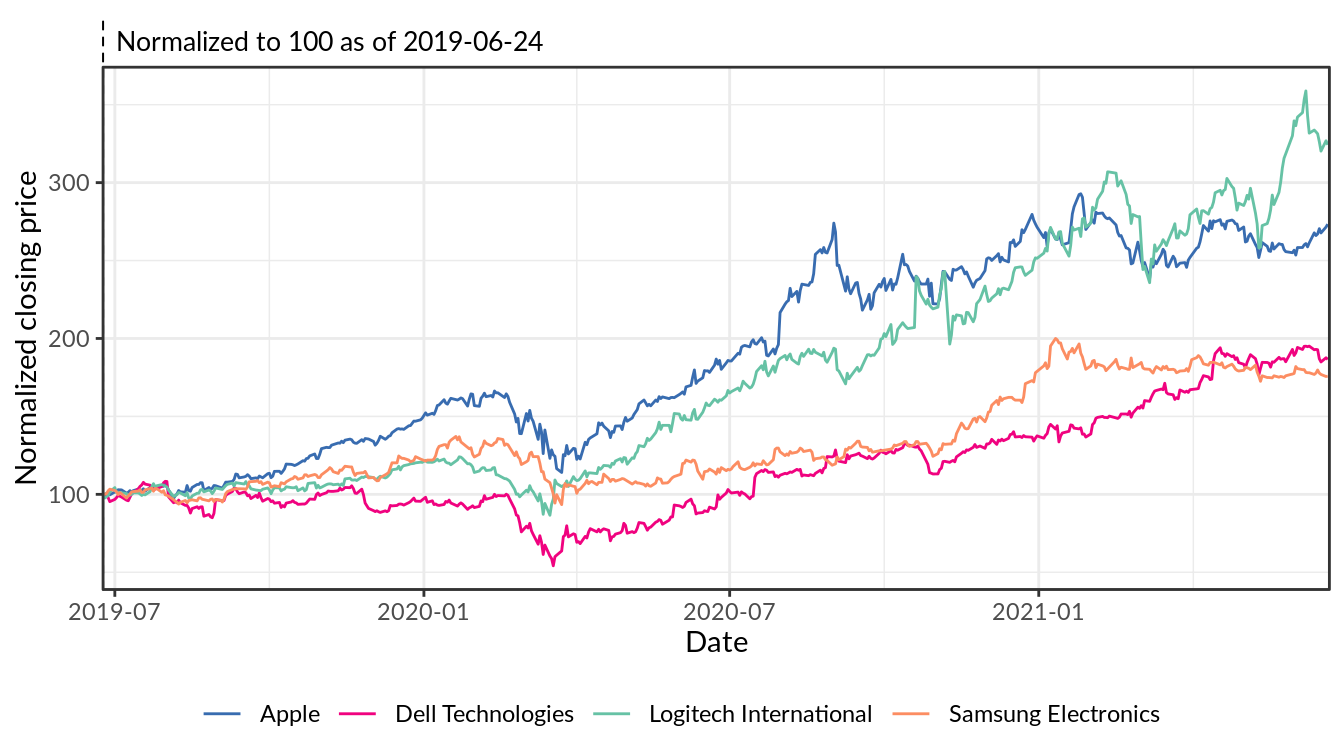 Normalized to 100 as of 2019-06-24
Normalized closing price
300
200
100
2019-07 2020-01 2020-07 2021-01
Date
Apple Dell Technologies Logitech International Samsung Electronics